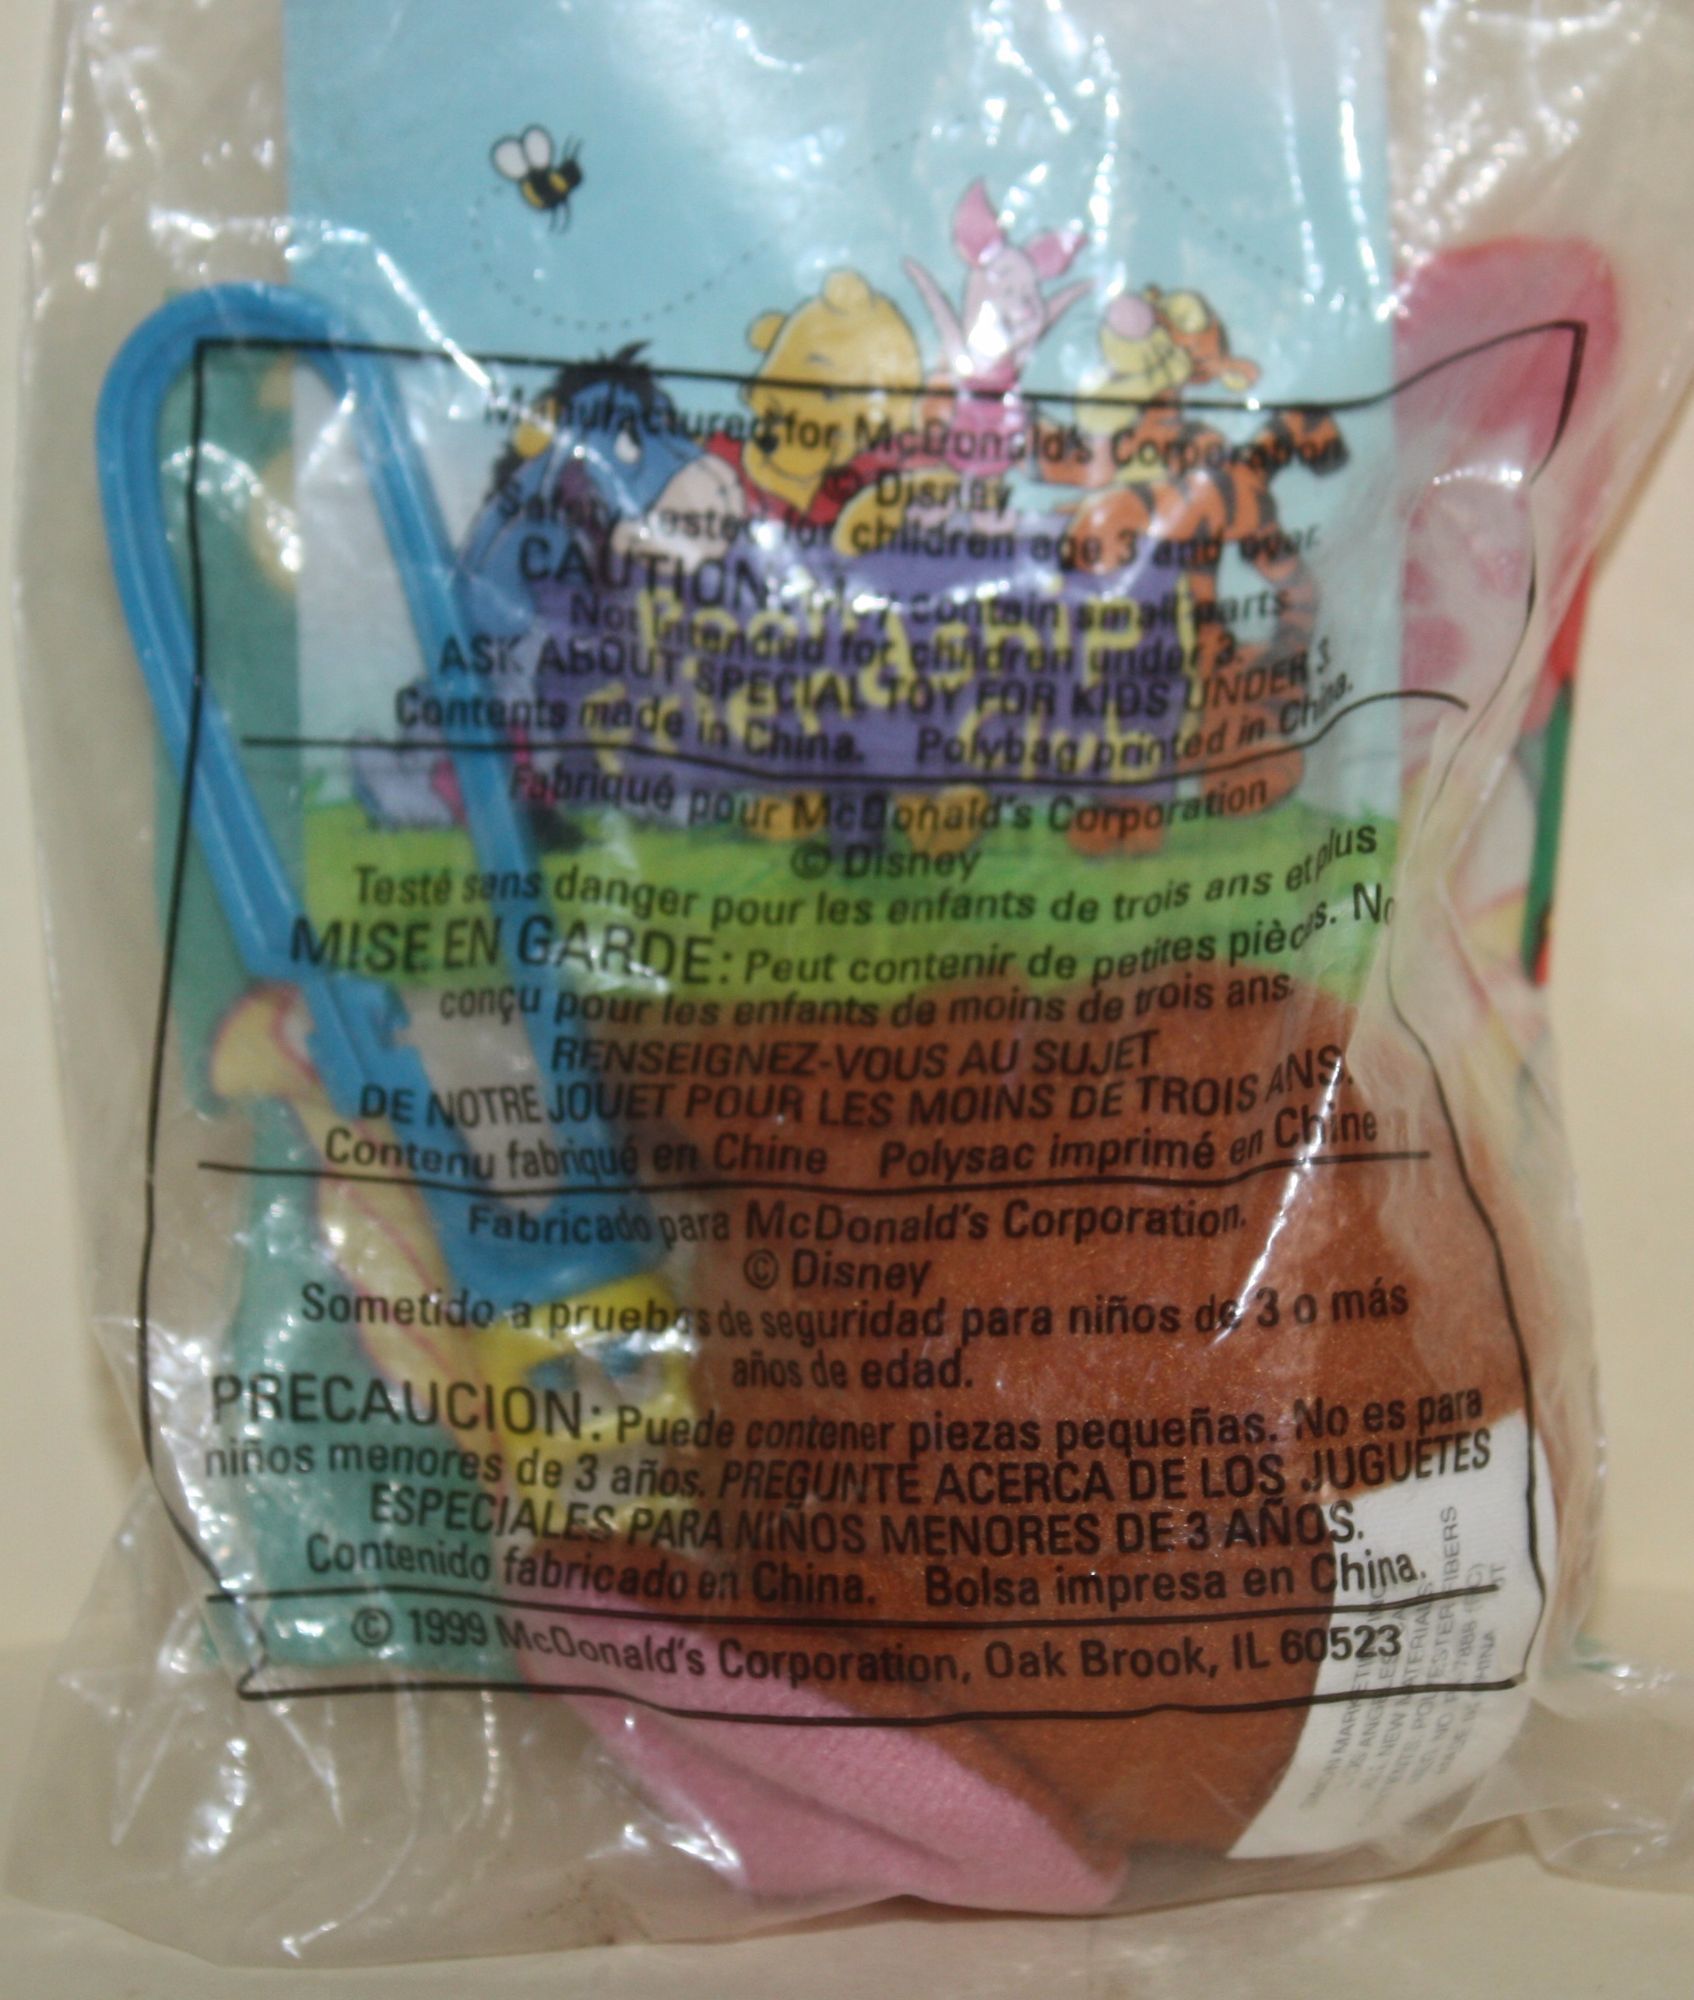 Manufactured for McDonald's Corporation
© Disney
Safety tested for children age 3 and over.
CAUTION: May contain small parts.
Not intended for children under 3.
ASK ABOUT SPECIAL TOY FOR KIDS UNDER 3.
Contents made in China. Polybag printed in China.
Fabriqué pour McDonald's Corporation
© Disney
Testé sans danger pour les enfants de trois ans et plus
MISE EN GARDE: Peut contenir de petites pièces. No
conçu pour les enfants de moins de trois ans.
RENSEIGNEZ-VOUS AU SUJET
DE NOTRE JOUET POUR LES MOINS DE TROIS ANS.
Contenu fabriqué en Chine Polysac imprimé en Chine
Fabricado para McDonald's Corporation.
© Disney
Sometido a pruebas de seguridad para niños de 3 o más
años de edad.
PRECAUCION: Puede contener piezas pequeñas. No es para
niños menores de 3 años. PREGUNTE ACERCA DE LOS JUGUETES
ESPECIALES PARA NIÑOS MENORES DE 3 AÑOS.
Contenido fabricado en China. Bolsa impresa en China.
© 1999 McDonald's Corporation, Oak Brook, IL 60523
Friendship
Club